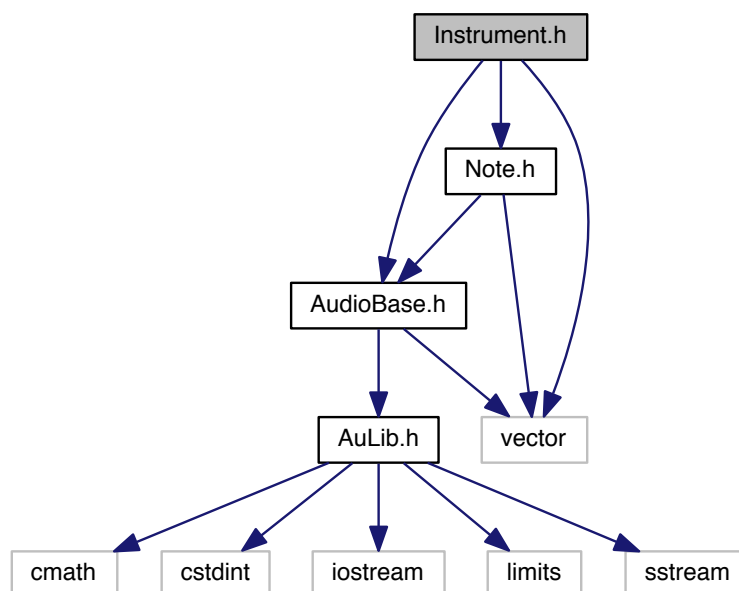 Instrument.h
Note.h
AudioBase.h
AuLib.h
vector
cmath
cstdint
iostream
limits
sstream